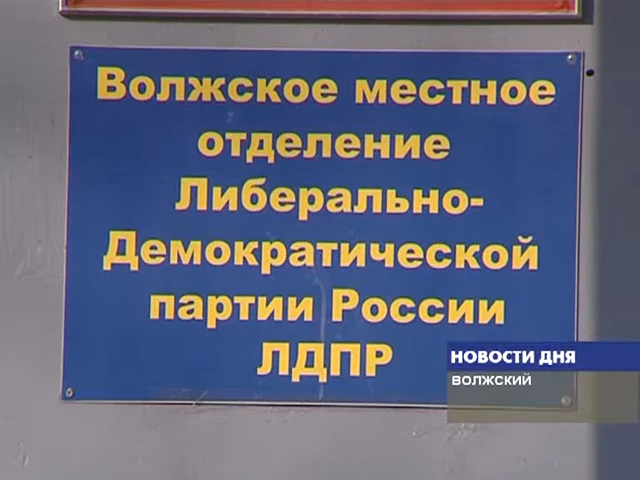 Волжское местное
отделение
Либерально-
Демократической
партии России
ЛДПР
НОВОСТИ ДНЯ
ВОЛЖСКИЙ